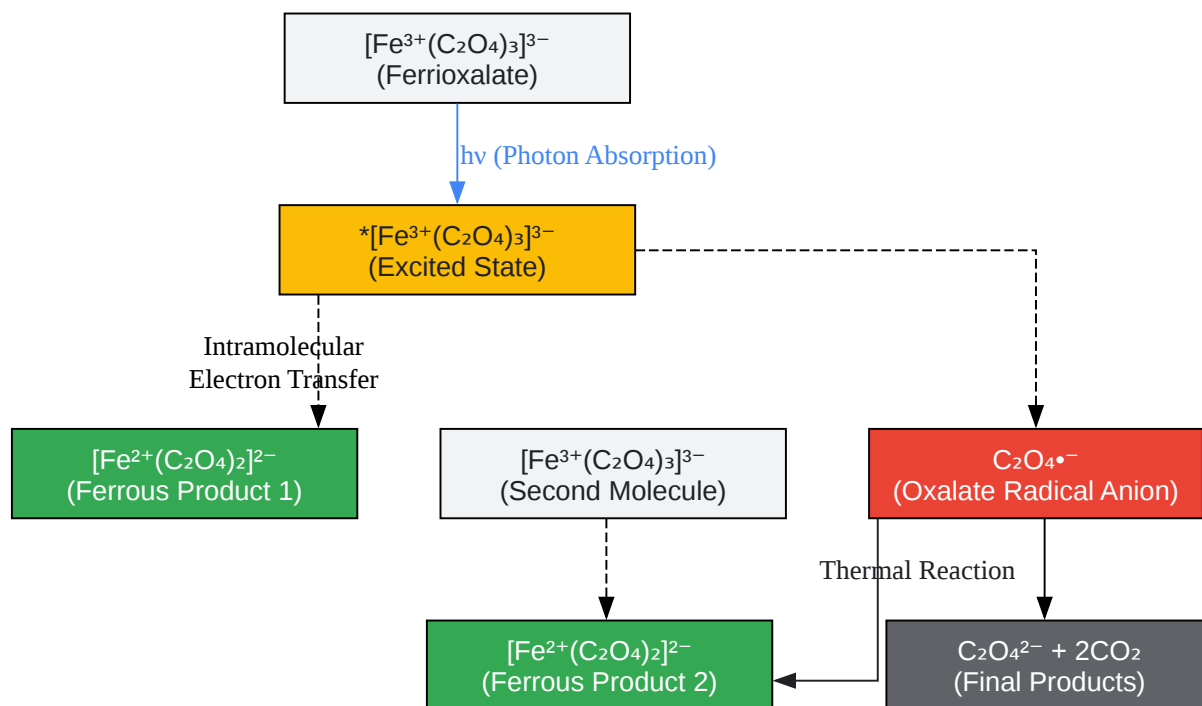 [Fe³⁺(C₂O₄)₃]³⁻
(Ferrioxalate)
hν (Photon Absorption)
*[Fe³⁺(C₂O₄)₃]³⁻
(Excited State)
Intramolecular
Electron Transfer
[Fe²⁺(C₂O₄)₂]²⁻
(Ferrous Product 1)
[Fe³⁺(C₂O₄)₃]³⁻
(Second Molecule)
C₂O₄•⁻
(Oxalate Radical Anion)
Thermal Reaction
[Fe²⁺(C₂O₄)₂]²⁻
(Ferrous Product 2)
C₂O₄²⁻ + 2CO₂
(Final Products)